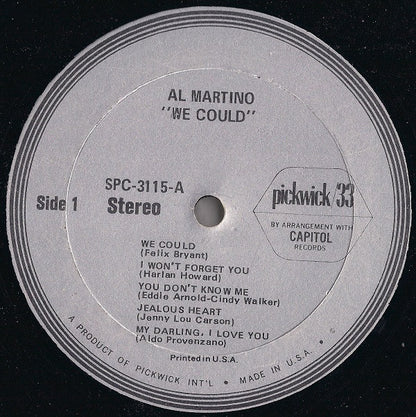 AL MARTINO
"WE COULD"
SPC-3115-A
Side 1 Stereo
pickwick/33
BY ARRANGEMENT WITH
CAPITOL
RECORDS
WE COULD
(Felix Bryant)
I WON'T FORGET YOU
(Harlan Howard)
YOU DON'T KNOW ME
(Eddie Arnold-Cindy Walker)
JEALOUS HEART
(Jenny Lou Carson)
MY DARLING, I LOVE YOU
(Aldo Provenzano)
Printed in U.S.A.
A PRODUCT OF PICKWICK INT'L • MADE IN U.S.A. •